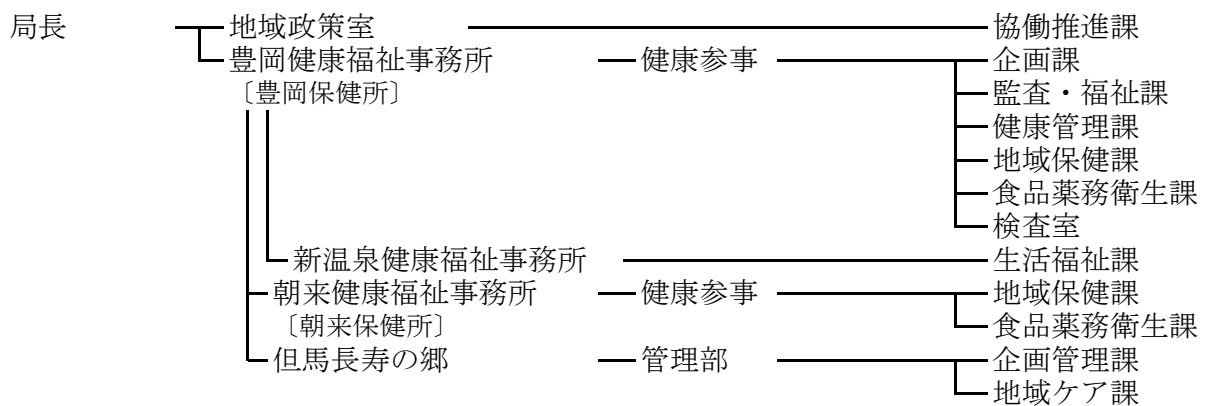 局長 地域政策室 協働推進課
豊岡健康福祉事務所 健康参事 企画課
〔豊岡保健所〕 監査・福祉課
健康管理課
地域保健課
食品薬務衛生課
検査室
新温泉健康福祉事務所 生活福祉課
朝来健康福祉事務所 健康参事 地域保健課
〔朝来保健所〕 食品薬務衛生課
但馬長寿の郷 管理部 企画管理課
地域ケア課